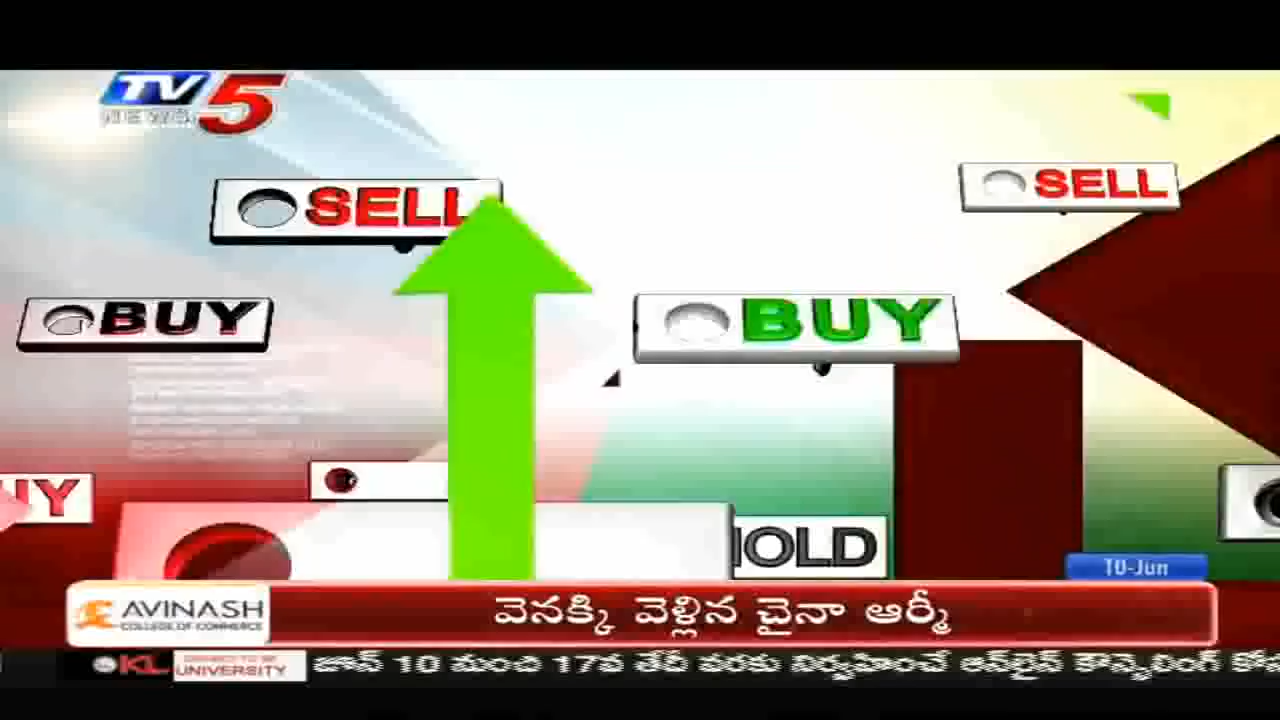 TV5
NEWS
SELL
SELL
BUY
BUY
UY
HOLD
10-Jun
AVINASH
COLLEGE OF COMMERCE
వెనక్కి వెళ్లిన చైనా ఆర్మీ
KL
UNIVERSITY
జూన్ 10 నుంచి 17వ తేదీ వరకు నిర్వహించే ఆన్‌లైన్ కౌన్సెలింగ్ కోస